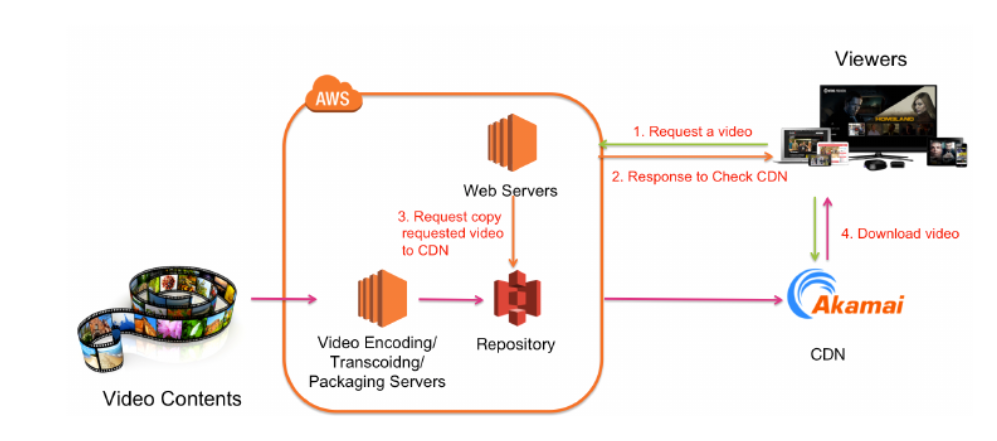 Viewers
AWS
HOMELAND
1. Request a video
2. Response to Check CDN
Web Servers
3. Request copy
requested video
to CDN
4. Download video
Akamai
CDN
Video Encoding/
Transcoidng/
Packaging Servers
Repository
Video Contents